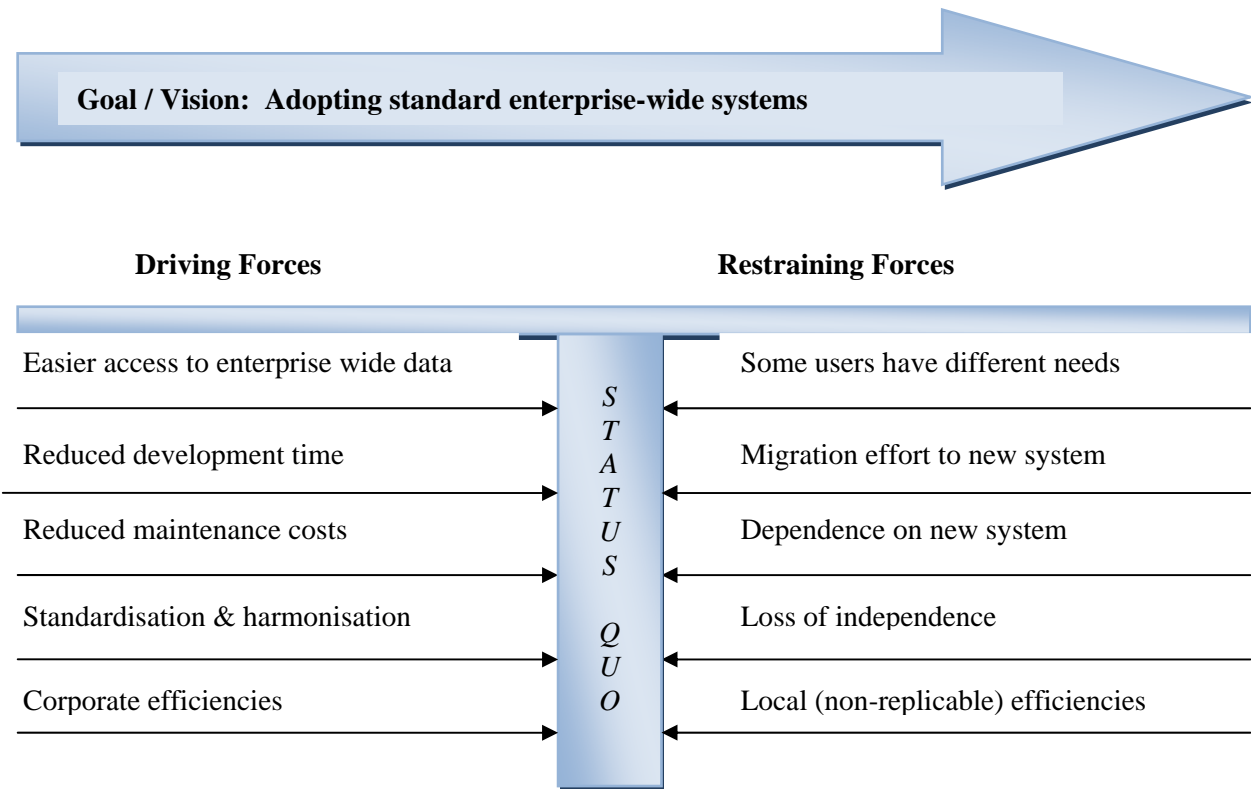 Goal / Vision: Adopting standard enterprise-wide systems
Driving Forces
Restraining Forces
Easier access to enterprise wide data
Some users have different needs
Reduced development time
Migration effort to new system
Reduced maintenance costs
Dependence on new system
Standardisation & harmonisation
Loss of independence
Corporate efficiencies
Local (non-replicable) efficiencies
S
T
A
T
U
S
Q
U
O